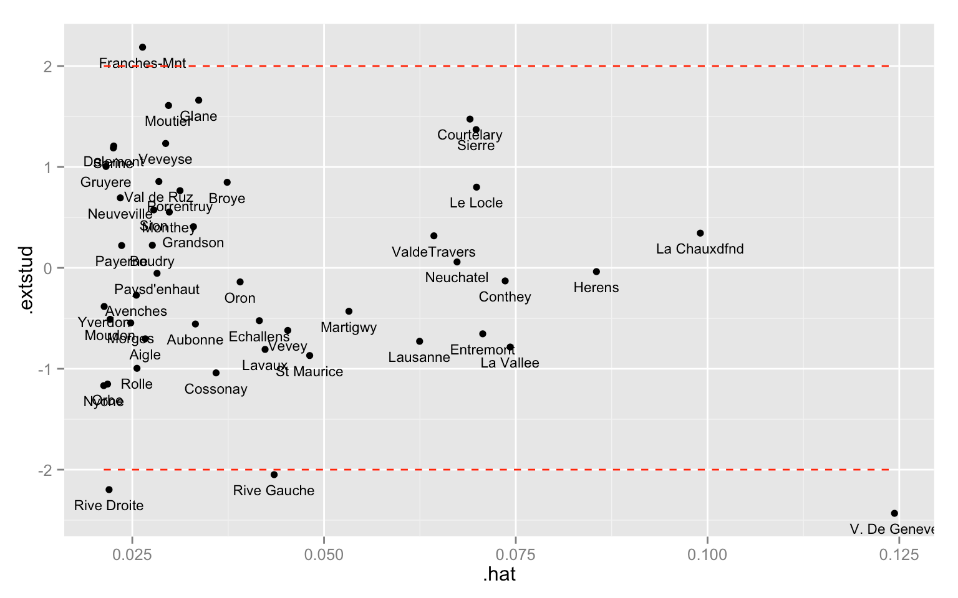 Franches-Mnt
2
Glane
Moutier
Courtelary
Sierre
Delemont
Sarine
Veveyse
1
Gruyere
Val de Ruz
Broye
Le Locle
Porrentruy
Neuveville
Sion
Monthey
Grandson
La Chauxdfnd
ValdeTravers
Payerne
Boudry
0
Neuchatel
Paysd'enhaut
Herens
Oron
Conthey
Avenches
Yverdon
Martigwy
Moudon
Morges
Aubonne
Echallens
Vevey
Entremont
Lausanne
Aigle
La Vallee
Lavaux
St Maurice
-1
Rolle
Cossonay
Nyone
Orbe
-2
Rive Gauche
Rive Droite
V. De Geneve
.extstud
0.025
0.050
0.075
0.100
0.125
.hat